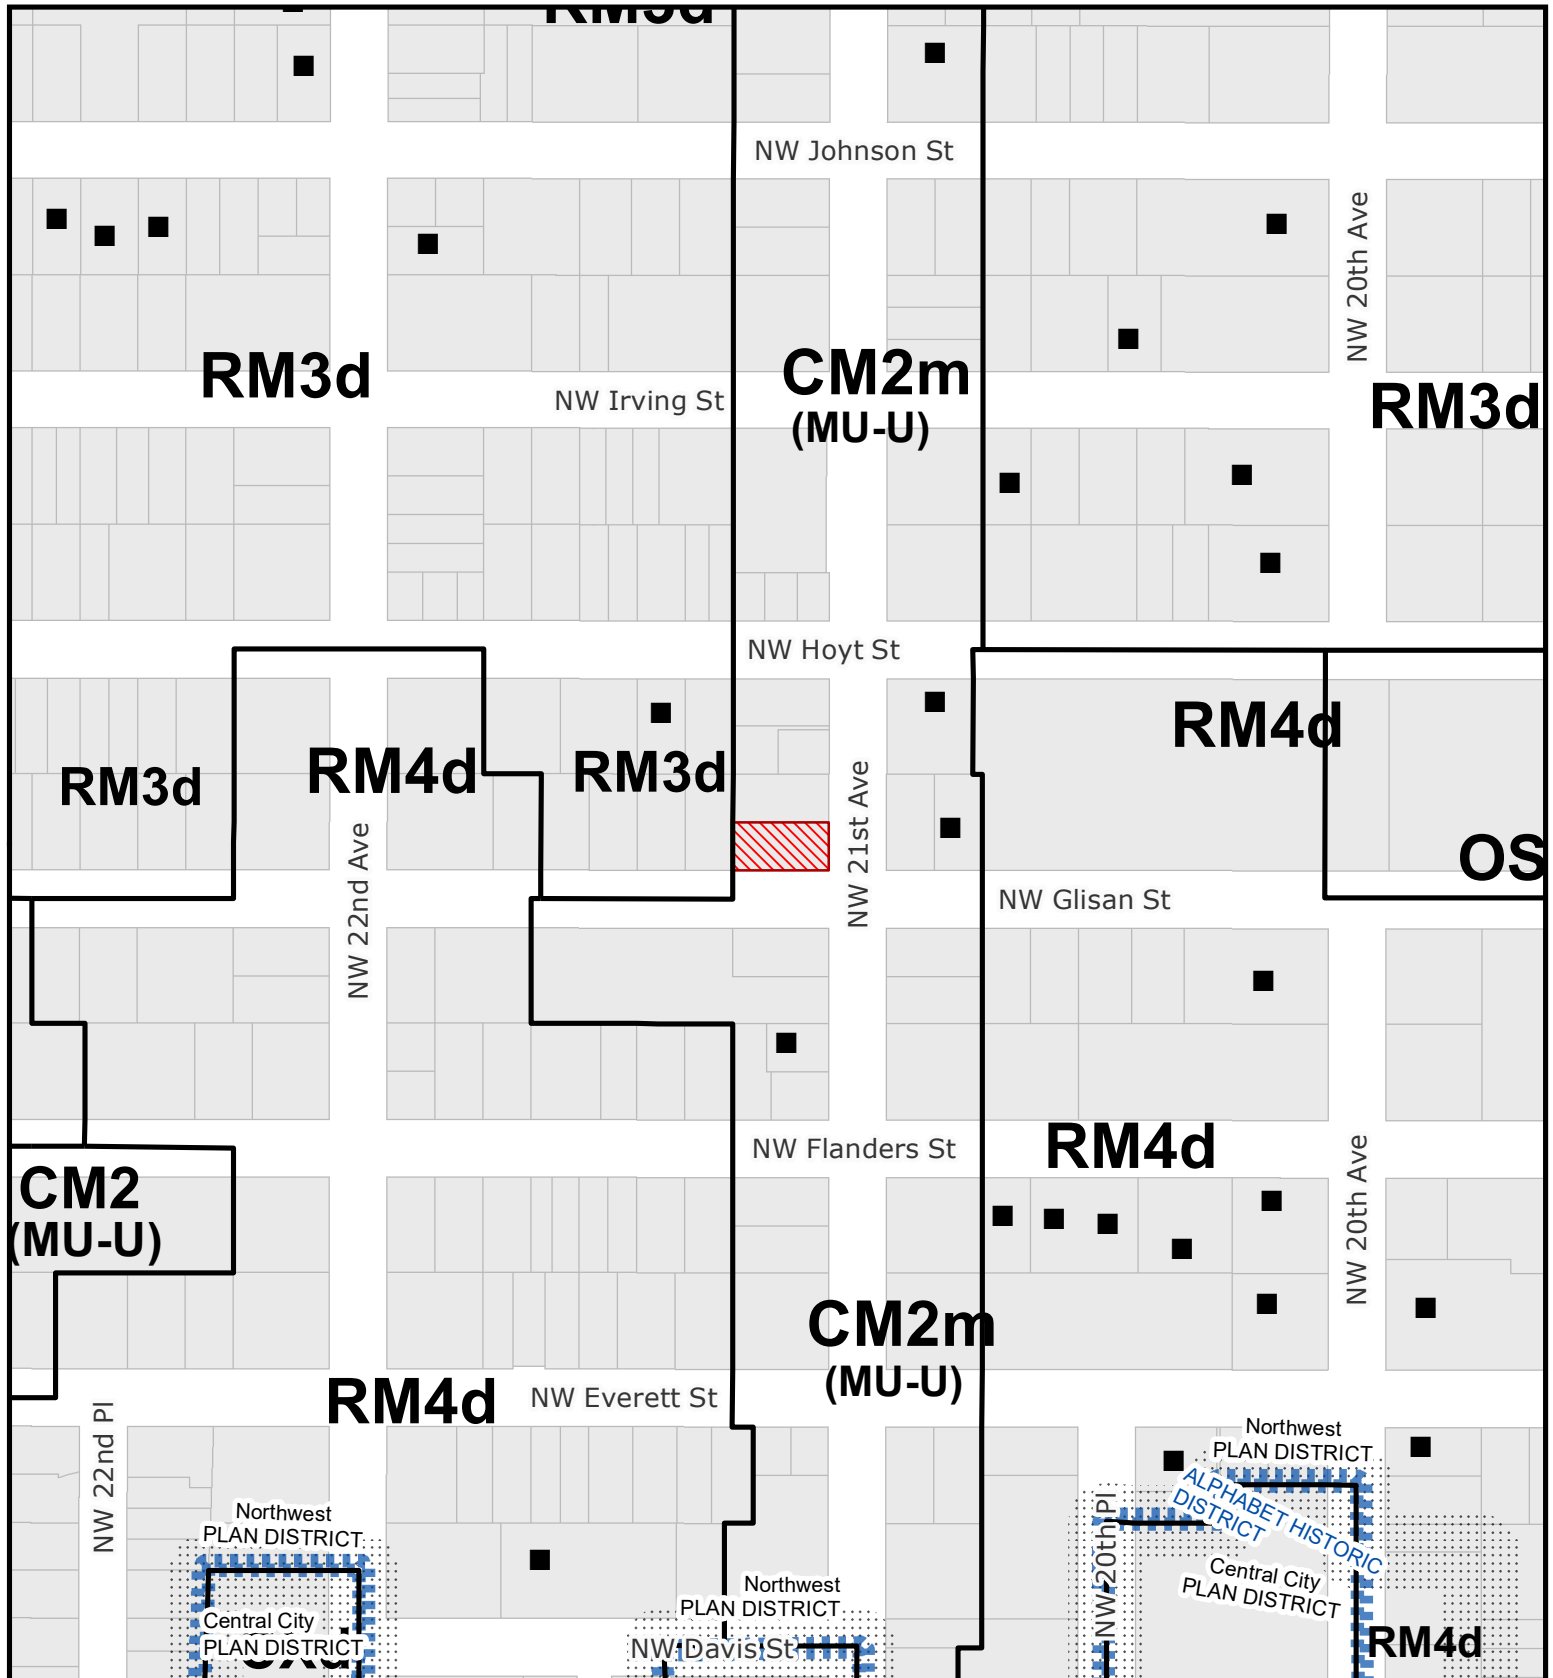 RM3d
NW Johnson St
NW 20th Ave
RM3d
CM2m
(MU-U)
NW Irving St
RM3d
NW Hoyt St
RM4d
RM3d
RM4d
RM3d
OS
NW 22nd Ave
NW 21st Ave
NW Glisan St
NW Flanders St
RM4d
NW 20th Ave
CM2
(MU-U)
CM2m
(MU-U)
RM4d
NW Everett St
NW 22nd Pl
Northwest
PLAN DISTRICT
ALPHABET HISTORIC
DISTRICT
NW 20th Pl
Northwest
PLAN DISTRICT
Central City
PLAN DISTRICT
Northwest
PLAN DISTRICT
Central City
PLAN DISTRICT
NW Davis St
RM4d